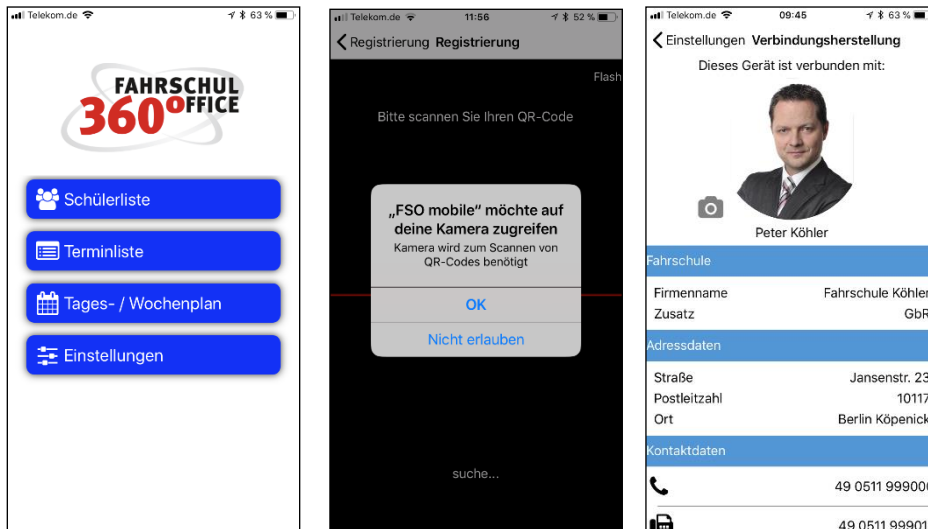 Telekom.de 63 %
FAHRSCHUL
360° OFFICE
Schülerliste
Terminliste
Tages- / Wochenplan
Einstellungen
Telekom.de 11:56 52 %
Registrierung Registrierung
Flash
Bitte scannen Sie Ihren QR-Code
„FSO mobile" möchte auf
deine Kamera zugreifen
Kamera wird zum Scannen von
QR-Codes benötigt
OK
Nicht erlauben
suche...
Telekom.de 09:45 63 %
Einstellungen Verbindungsherstellung
Dieses Gerät ist verbunden mit:
Peter Köhler
Fahrschule
Firmenname Fahrschule Köhler
Zusatz GbR
Adressdaten
Straße Jansenstr. 23
Postleitzahl 10117
Ort Berlin Köpenick
Kontaktdaten
49 0511 999000
49 0511 99901